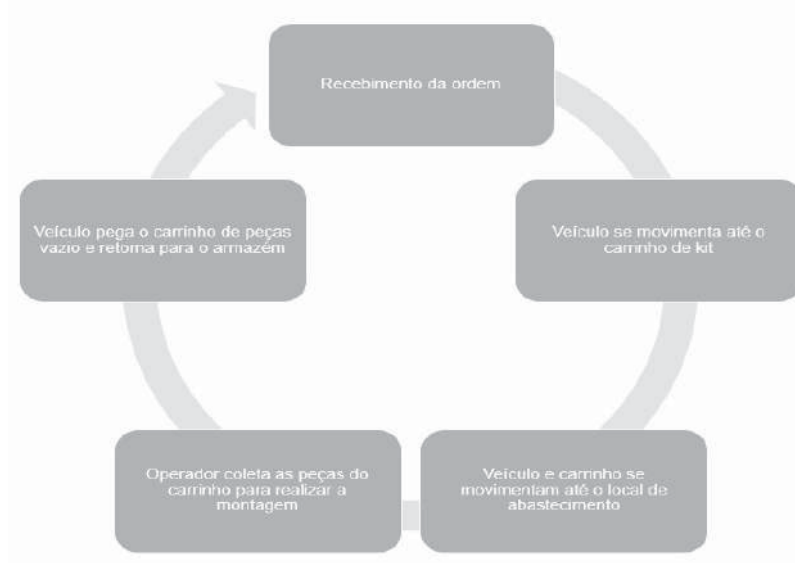 Recebimento da ordem
Veículo se movimenta até o
carrinho de kit
Veículo e carrinho se
movimentam até o local de
abastecimento
Operador coleta as peças do
carrinho para realizar a
montagem
Veículo pega o carrinho de peças
vazio e retorna para o armazém